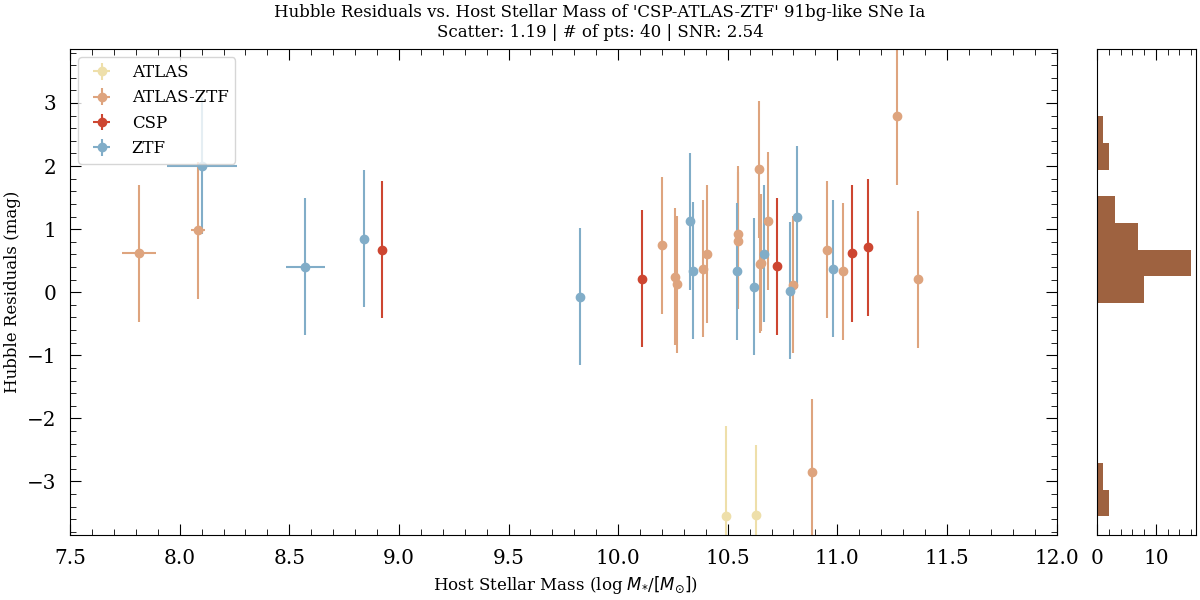 Hubble Residuals vs. Host Stellar Mass of 'CSP-ATLAS-ZTF' 91bg-like SNe Ia
Scatter: 1.19 | # of pts: 40 | SNR: 2.54
ATLAS
ATLAS-ZTF
CSP
ZTF
Hubble Residuals (mag)
3
2
1
0
−1
−2
−3
7.5 8.0 8.5 9.0 9.5 10.0 10.5 11.0 11.5 12.0
0 10
Host Stellar Mass (log M*/[M⊙])